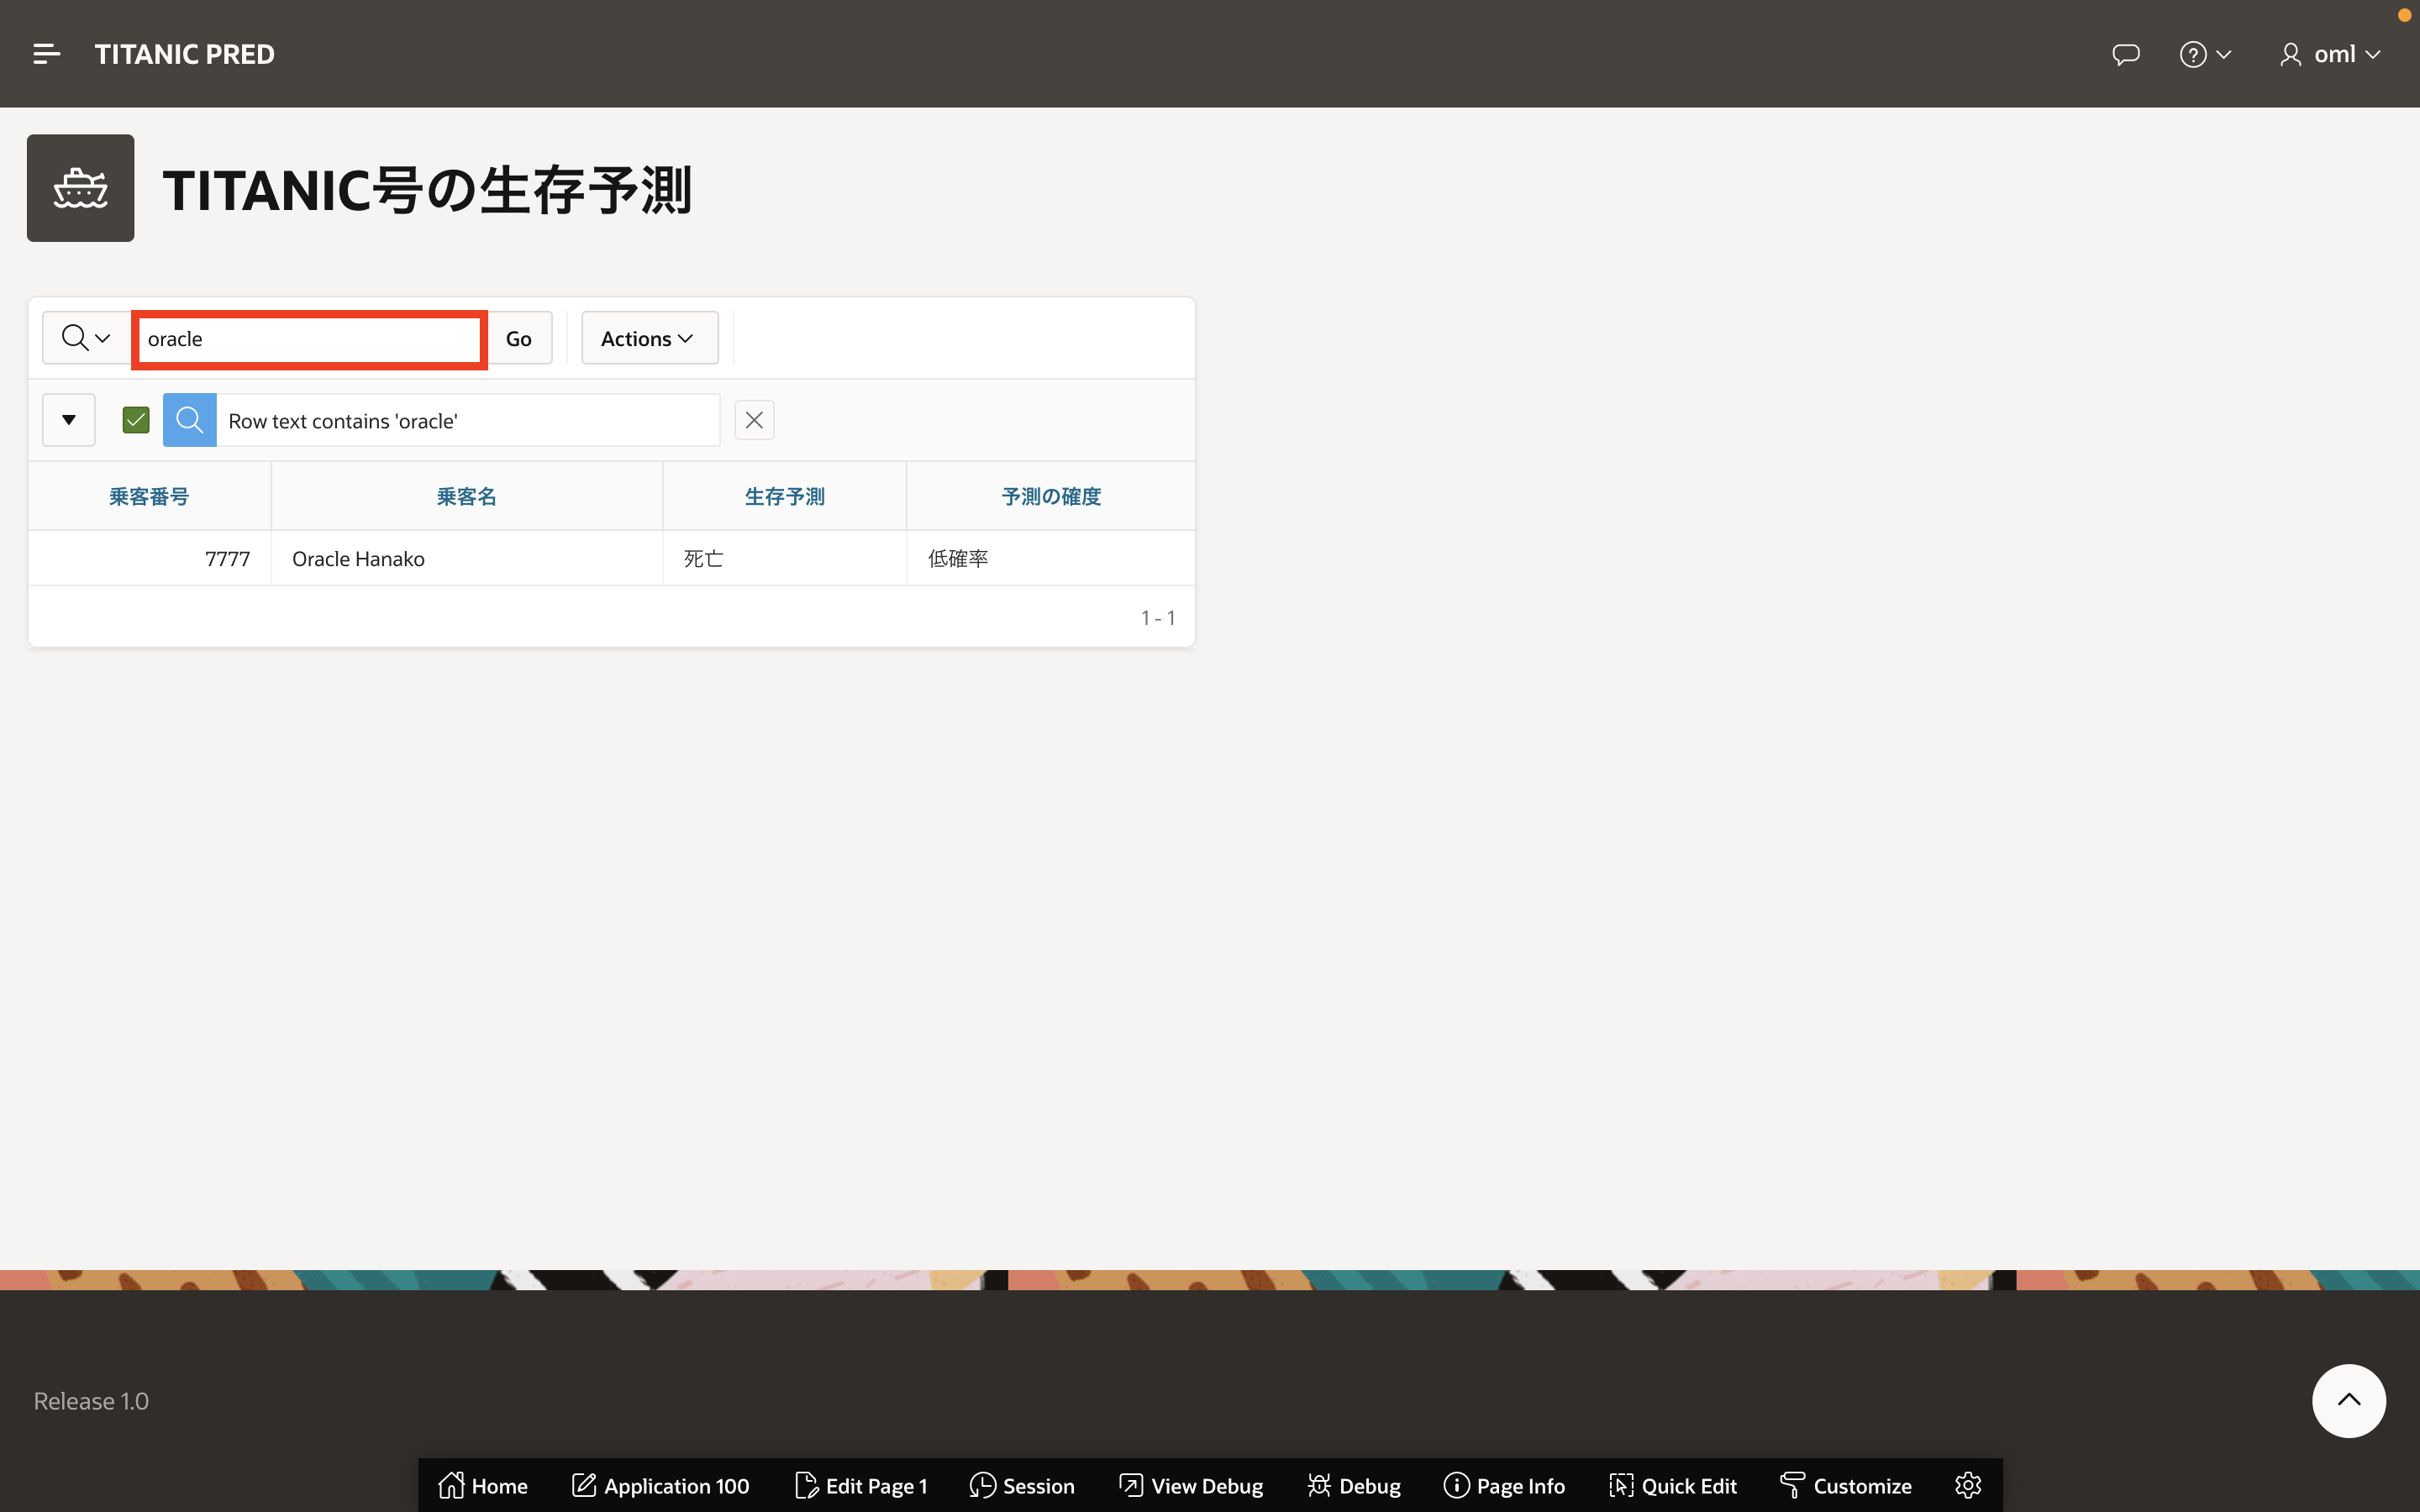 TITANIC PRED
oml
TITANIC号の生存予測
oracle Go Actions
Row text contains 'oracle'
乗客番号 乗客名 生存予測 予測の確度
7777 Oracle Hanako 死亡 低確率
1 - 1
Release 1.0
Home Application 100 Edit Page 1 Session View Debug Debug Page Info Quick Edit Customize